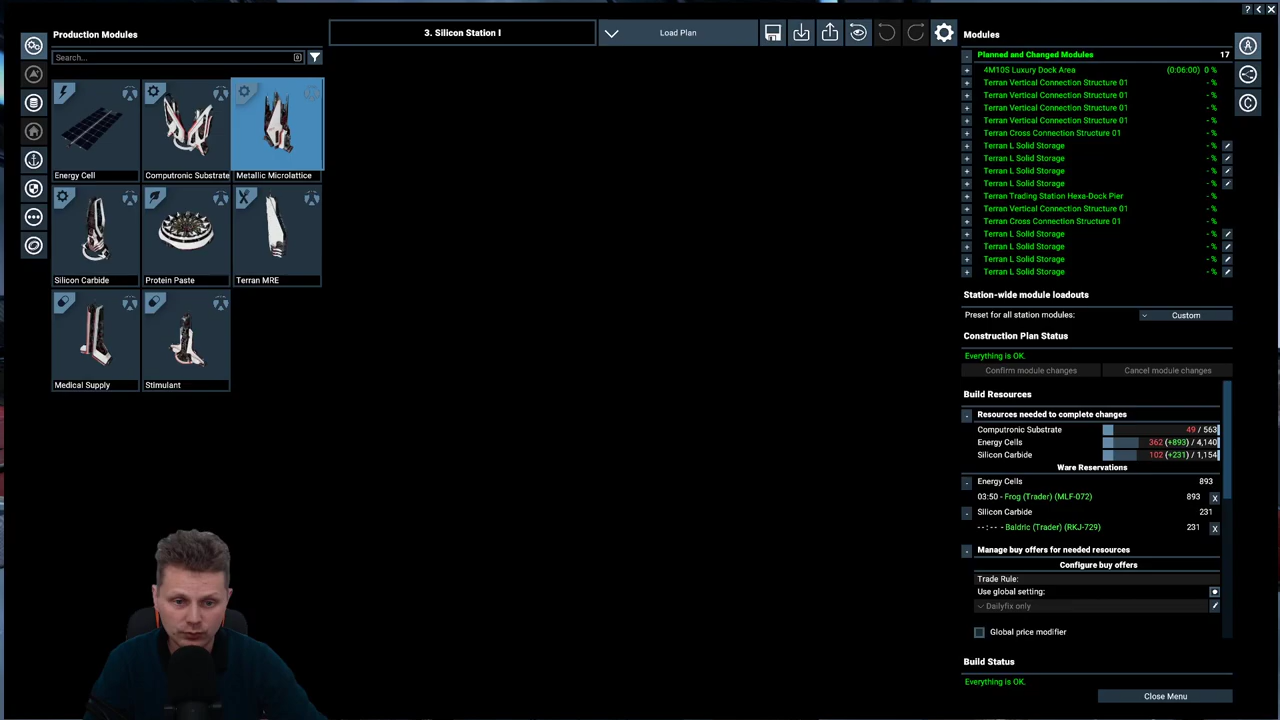 Production Modules
Search...
Energy Cell
Computronic Substrate
Metallic Microlattice
Silicon Carbide
Protein Paste
Terran MRE
Medical Supply
Stimulant
3. Silicon Station I
Load Plan
Modules
Planned and Changed Modules 17
4M10S Luxury Dock Area (0:06:00) 0 %
Terran Vertical Connection Structure 01 - %
Terran Vertical Connection Structure 01 - %
Terran Vertical Connection Structure 01 - %
Terran Vertical Connection Structure 01 - %
Terran Cross Connection Structure 01 - %
Terran L Solid Storage - %
Terran L Solid Storage - %
Terran L Solid Storage - %
Terran L Solid Storage - %
Terran Trading Station Hexa-Dock Pier - %
Terran Vertical Connection Structure 01 - %
Terran Cross Connection Structure 01 - %
Terran L Solid Storage - %
Terran L Solid Storage - %
Terran L Solid Storage - %
Terran L Solid Storage - %
Station-wide module loadouts
Preset for all station modules: Custom
Construction Plan Status
Everything is OK.
Confirm module changes Cancel module changes
Build Resources
Resources needed to complete changes
Computronic Substrate 49 / 563
Energy Cells 362 (+893) / 4,140
Silicon Carbide 102 (+231) / 1,154
Ware Reservations
Energy Cells 893
03:50 - Frog (Trader) (MLF-072) 893 X
Silicon Carbide 231
--:-- - Baldric (Trader) (RKJ-729) 231 X
Manage buy offers for needed resources
Configure buy offers
Trade Rule:
Use global setting:
Dailyfix only
Global price modifier
Build Status
Everything is OK.
Close Menu